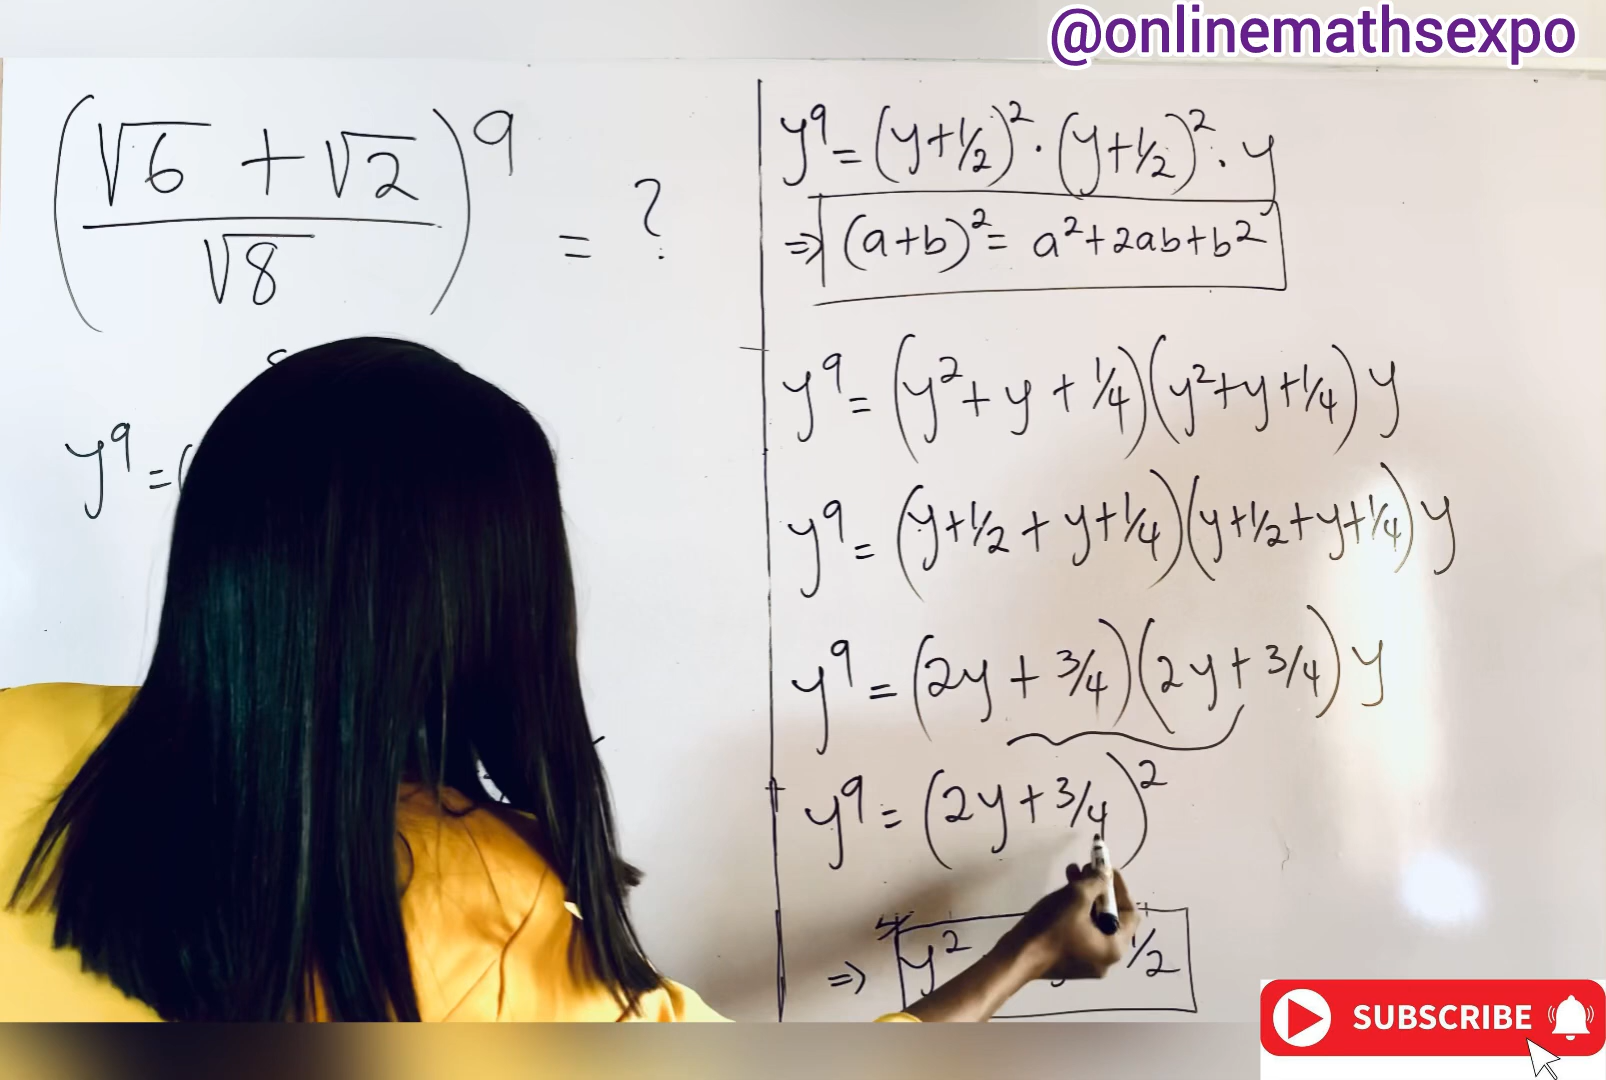 @onlinemathsexpo
(√6 + √2 / √8)^9 = ?
y^9 = (
y^9 = (y+1/2)^2 · (y+1/2)^2 · y
⇒ (a+b)^2 = a^2+2ab+b^2
y^9 = (y^2 + y + 1/4)(y^2+y+1/4) y
y^9 = (y+1/2 + y+1/4)(y+1/2+y+1/4) y
y^9 = (2y + 3/4)(2y + 3/4) y
y^9 = (2y + 3/4)^2
⇒ y^2 1/2
SUBSCRIBE